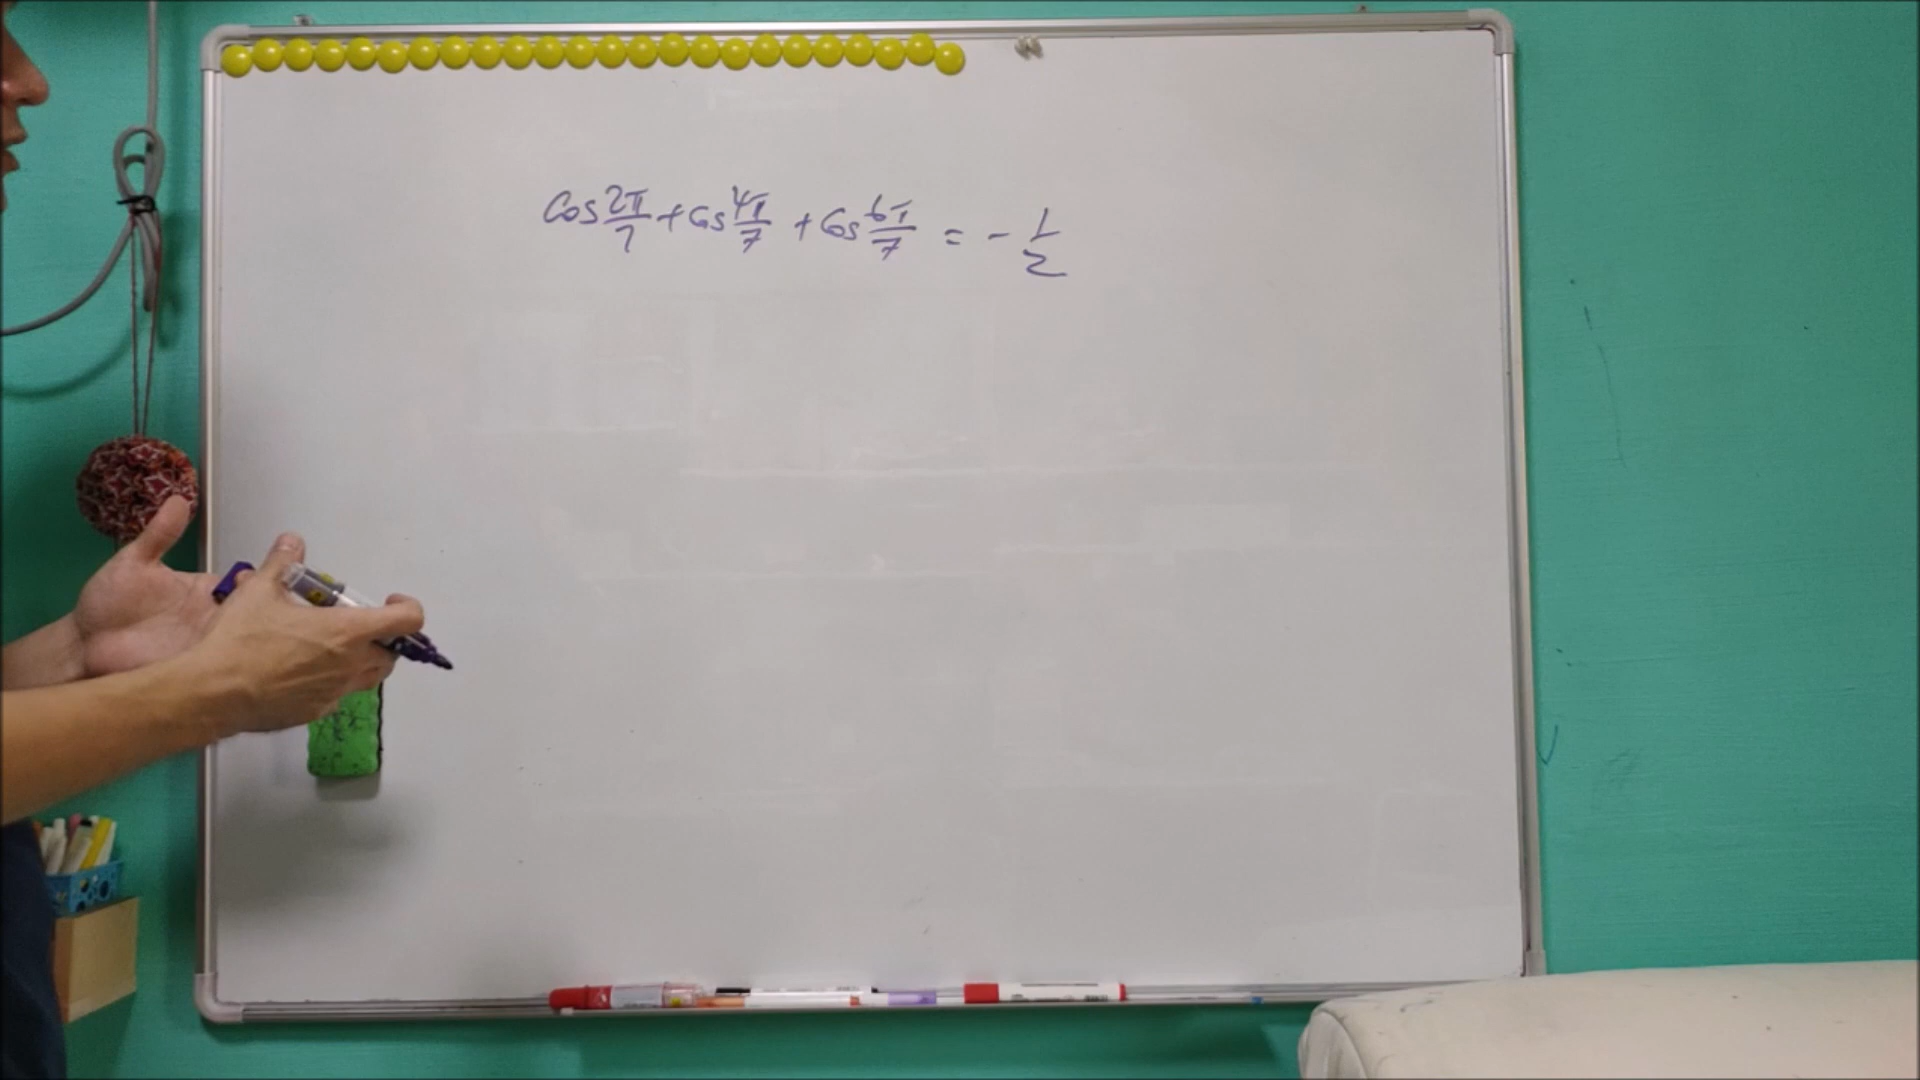 cos 2π/7 + cos 4π/7 + cos 6π/7 = - 1/2